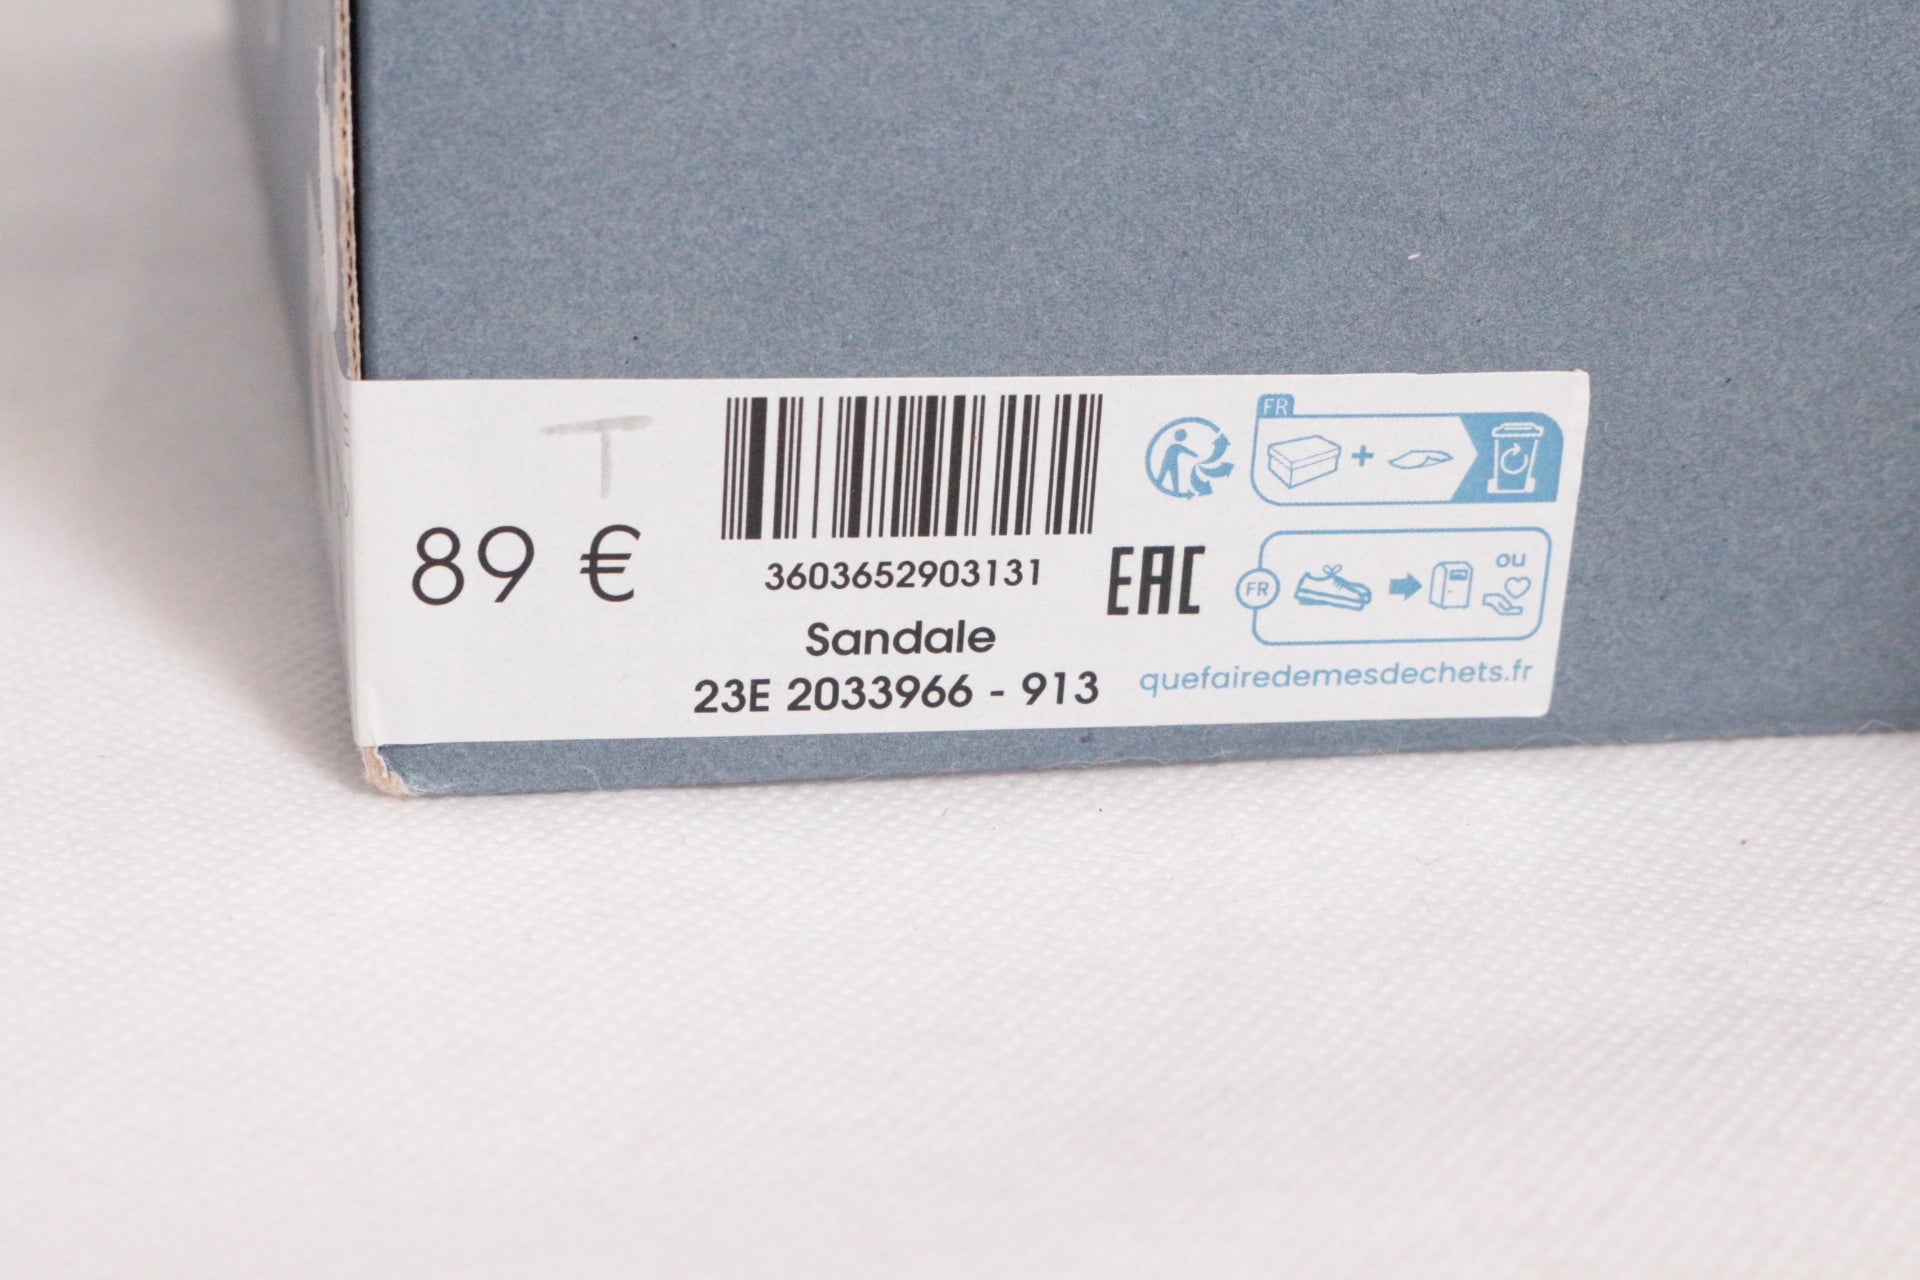 T
89 €
3603652903131
Sandale
23E 2033966 - 913
EAC
FR
FR
ou
quefairedemesdechets.fr